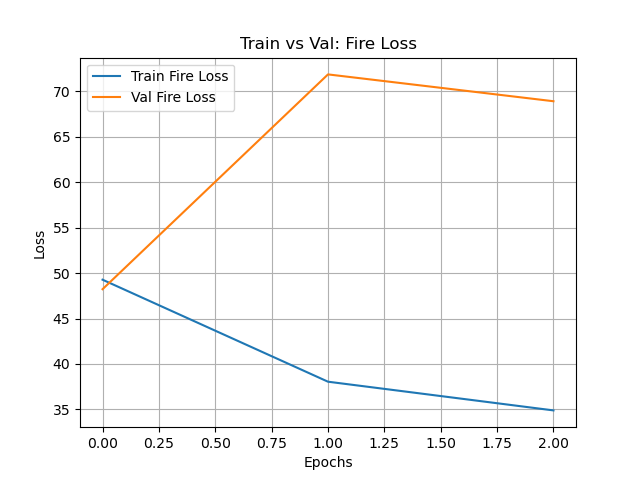 Train vs Val: Fire Loss
Train Fire Loss
Val Fire Loss
Loss
70
65
60
55
50
45
40
35
0.00 0.25 0.50 0.75 1.00 1.25 1.50 1.75 2.00
Epochs